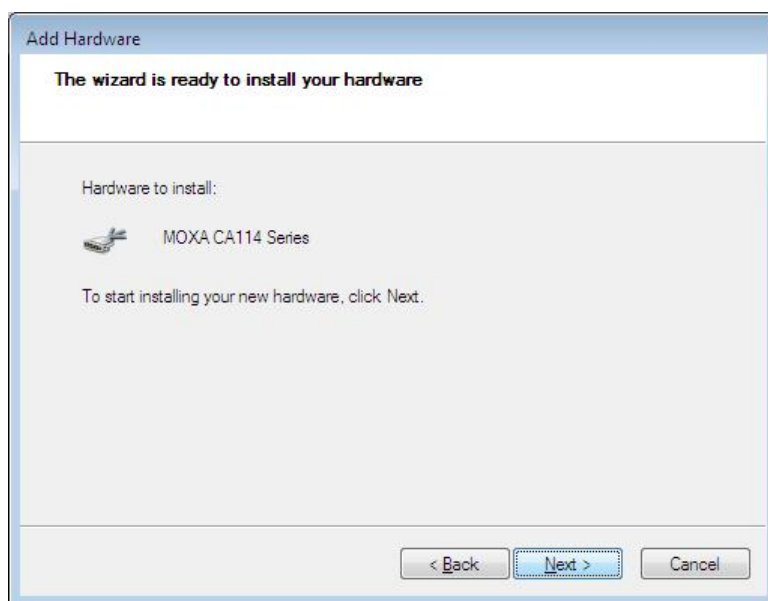 Add Hardware
The wizard is ready to install your hardware
Hardware to install:
MOXA CA114 Series
To start installing your new hardware, click Next.
< Back Next > Cancel